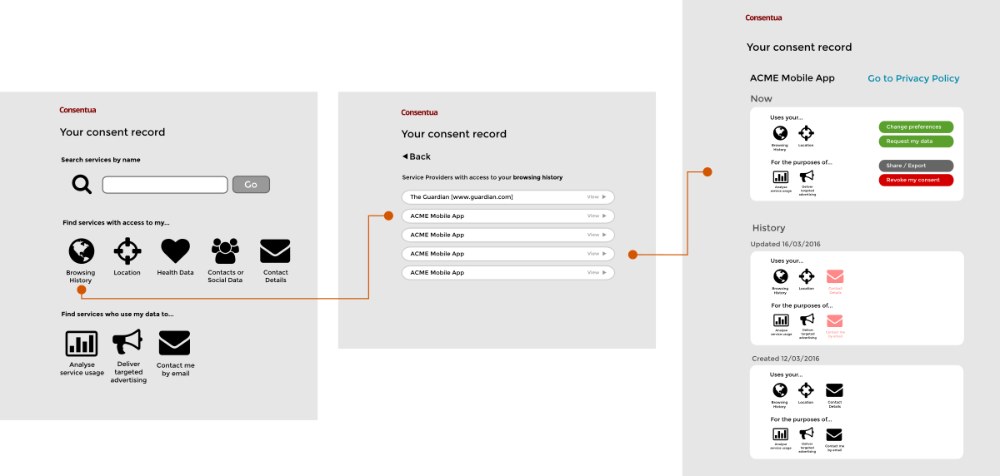 Consentua
Your consent record
Search services by name
Go
Find services with access to my...
Browsing
History
Location
Health Data
Contacts or
Social Data
Contact
Details
Find services who use my data to...
Analyse
service usage
Deliver
targeted
advertising
Contact me
by email
Consentua
Your consent record
Back
Service Providers with access to your browsing history
The Guardian [www.guardian.com] View
ACME Mobile App View
ACME Mobile App View
ACME Mobile App View
ACME Mobile App View
Consentua
Your consent record
ACME Mobile App Go to Privacy Policy
Now
Uses your...
Browsing
History
Location
For the purposes of...
Analyse
service usage
Deliver
targeted
advertising
Change preferences
Request my data
Share / Export
Revoke my consent
History
Updated 16/03/2016
Uses your...
Browsing
History
Location
Contact
Details
For the purposes of...
Analyse
service usage
Deliver
targeted
advertising
Contact me
by email
Created 12/03/2016
Uses your...
Browsing
History
Location
Contact
Details
For the purposes of...
Analyse
service usage
Deliver
targeted
advertising
Contact me
by email